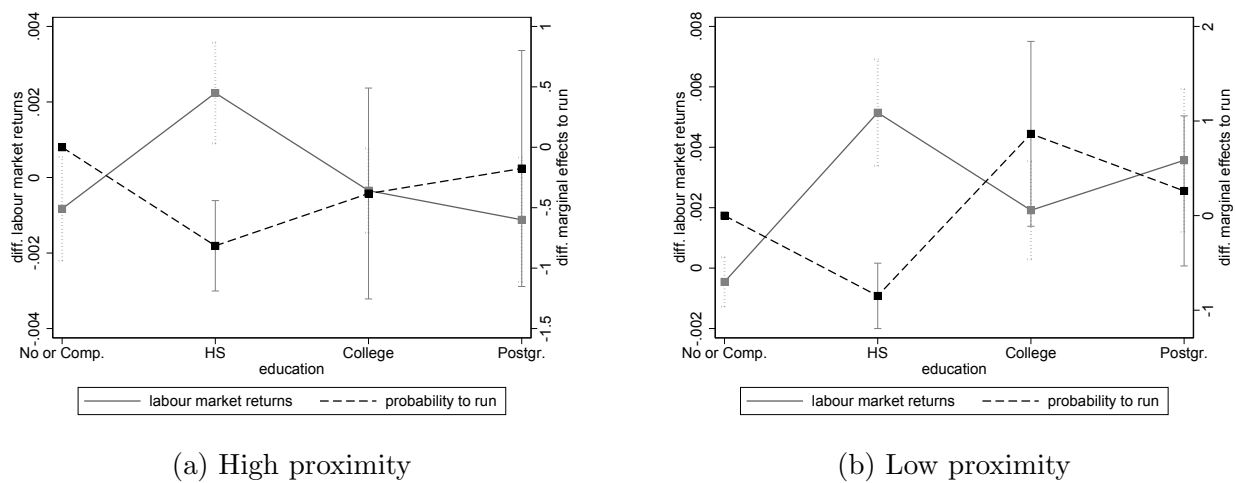 .004
.002
0
-.002
-.004
diff. labour market returns
1
.5
0
-.5
-1
-1.5
diff. marginal effects to run
No or Comp. HS College Postgr.
education
labour market returns probability to run
(a) High proximity
.008
.006
.004
.002
0
-.002
diff. labour market returns
2
1
0
-1
diff. marginal effects to run
No or Comp. HS College Postgr.
education
labour market returns probability to run
(b) Low proximity